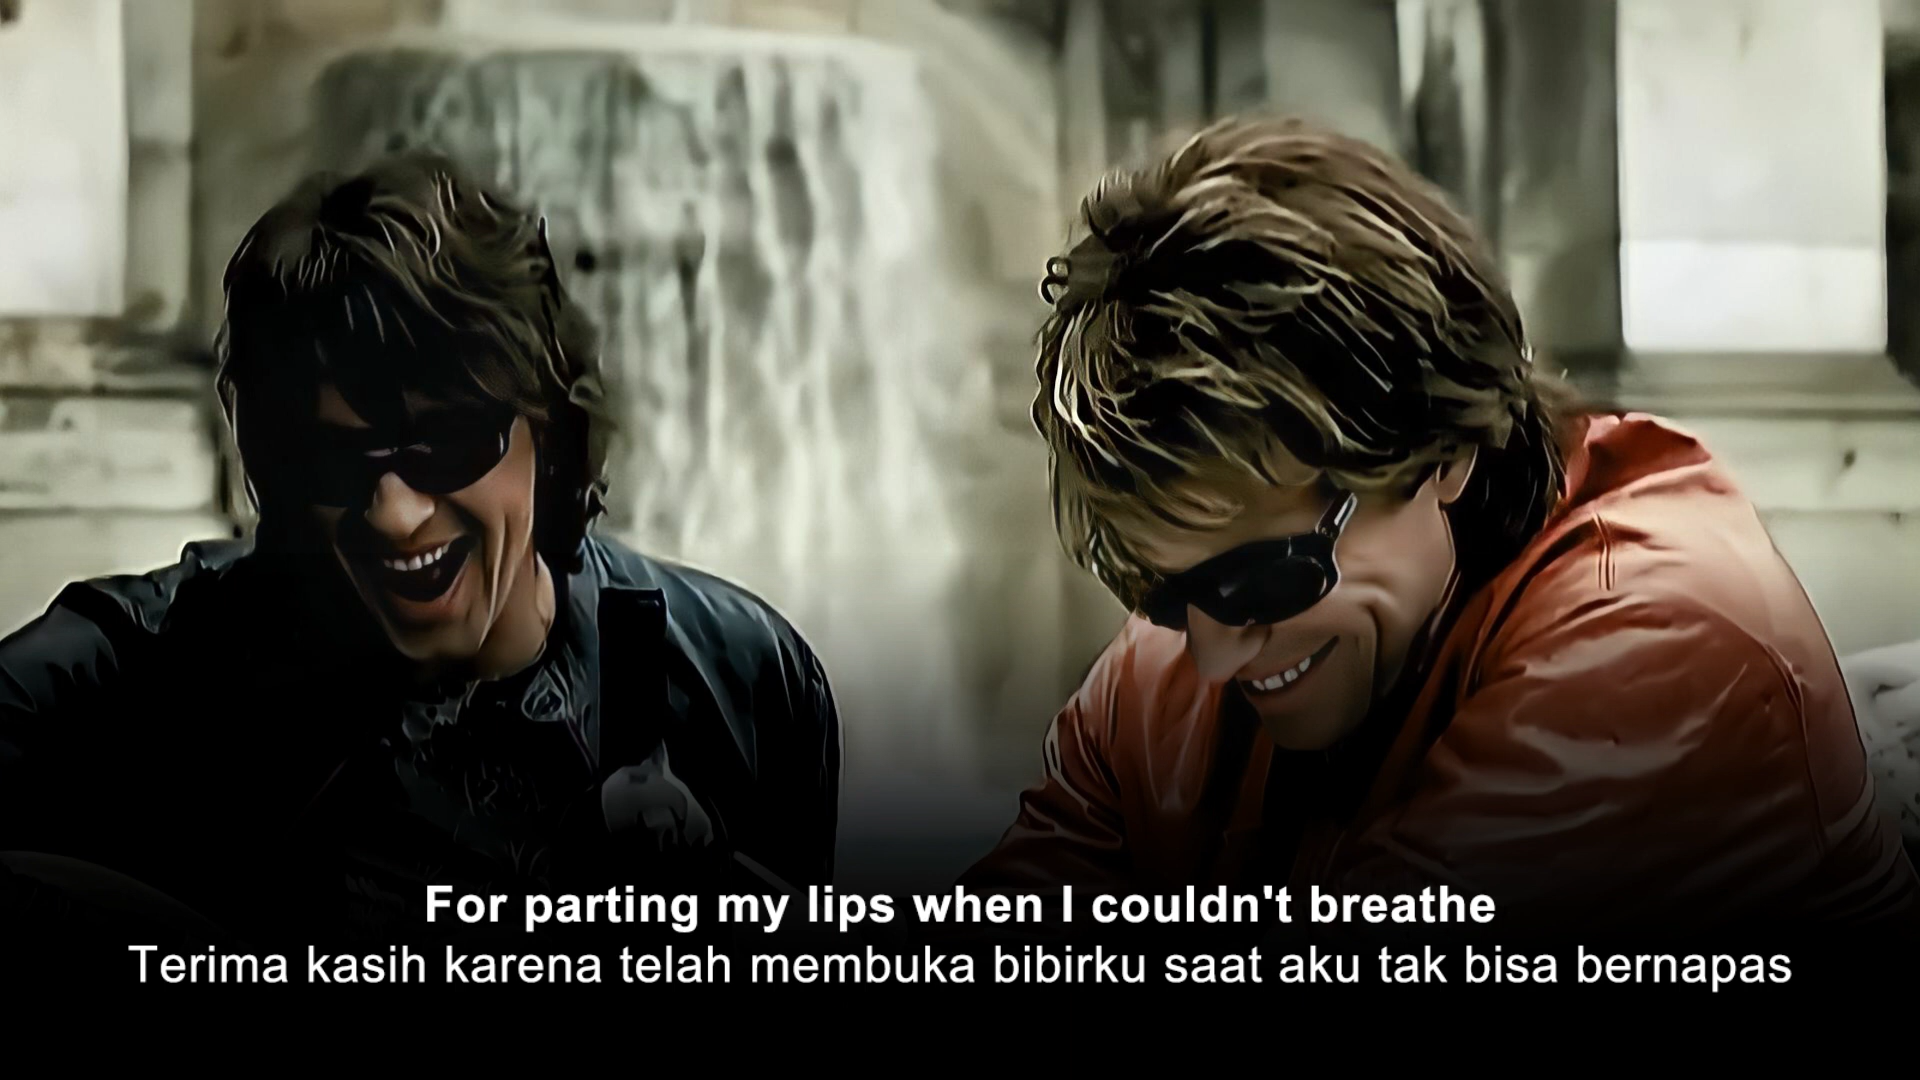 For parting my lips when I couldn't breathe
Terima kasih karena telah membuka bibirku saat aku tak bisa bernapas